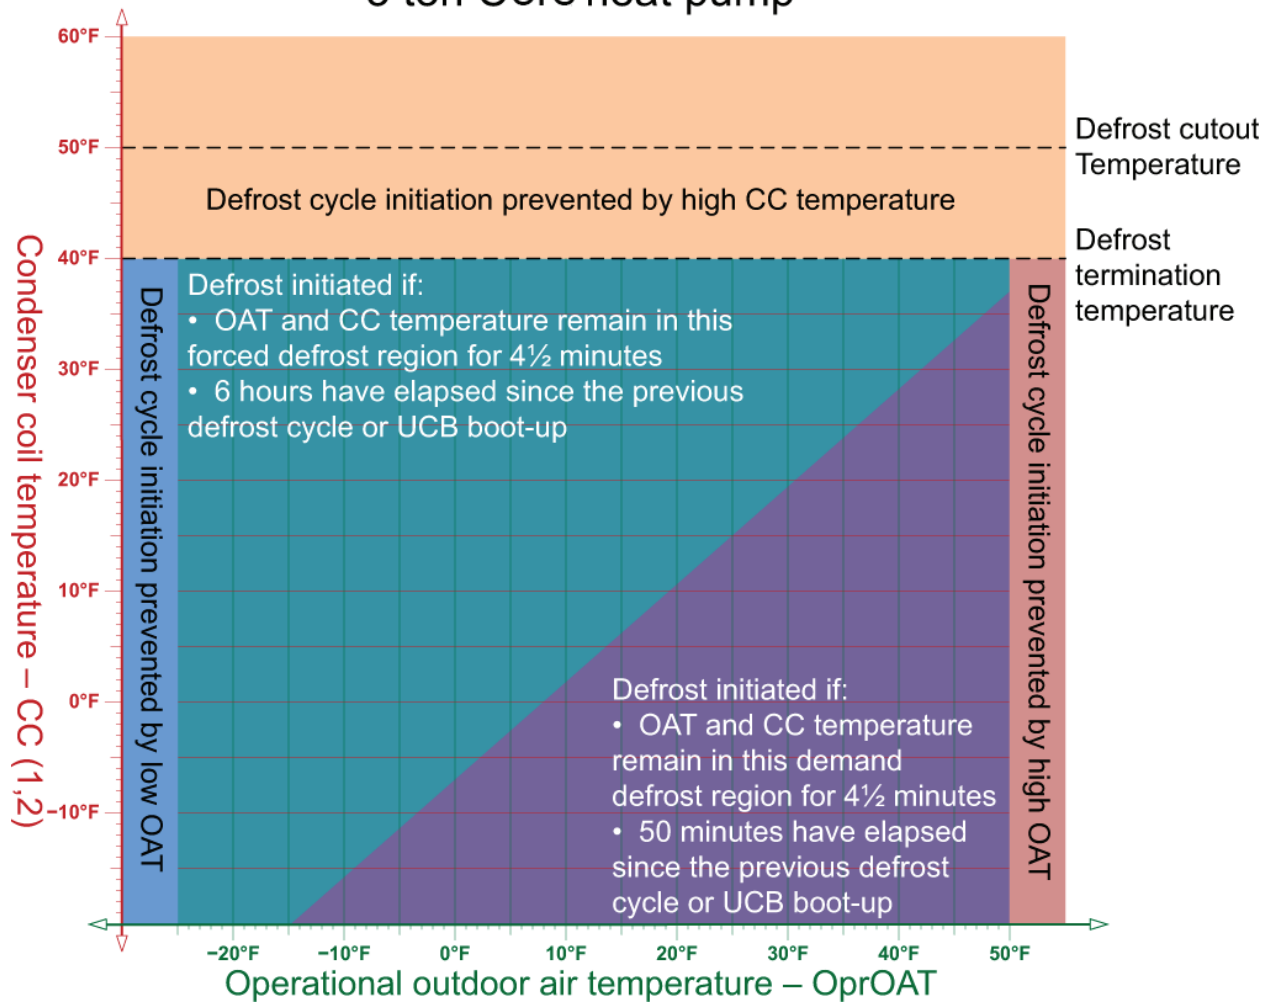 60°F
50°F
40°F
30°F
20°F
10°F
0°F
−10°F
Condenser coil temperature – CC (1,2)
Defrost cutout
Temperature
Defrost cycle initiation prevented by high CC temperature
Defrost
termination
temperature
Defrost cycle initiation prevented by low OAT
Defrost initiated if:
• OAT and CC temperature remain in this
forced defrost region for 4½ minutes
• 6 hours have elapsed since the previous
defrost cycle or UCB boot-up
Defrost initiated if:
• OAT and CC temperature
remain in this demand
defrost region for 4½ minutes
• 50 minutes have elapsed
since the previous defrost
cycle or UCB boot-up
Defrost cycle initiation prevented by high OAT
−20°F −10°F 0°F 10°F 20°F 30°F 40°F 50°F
Operational outdoor air temperature – OprOAT